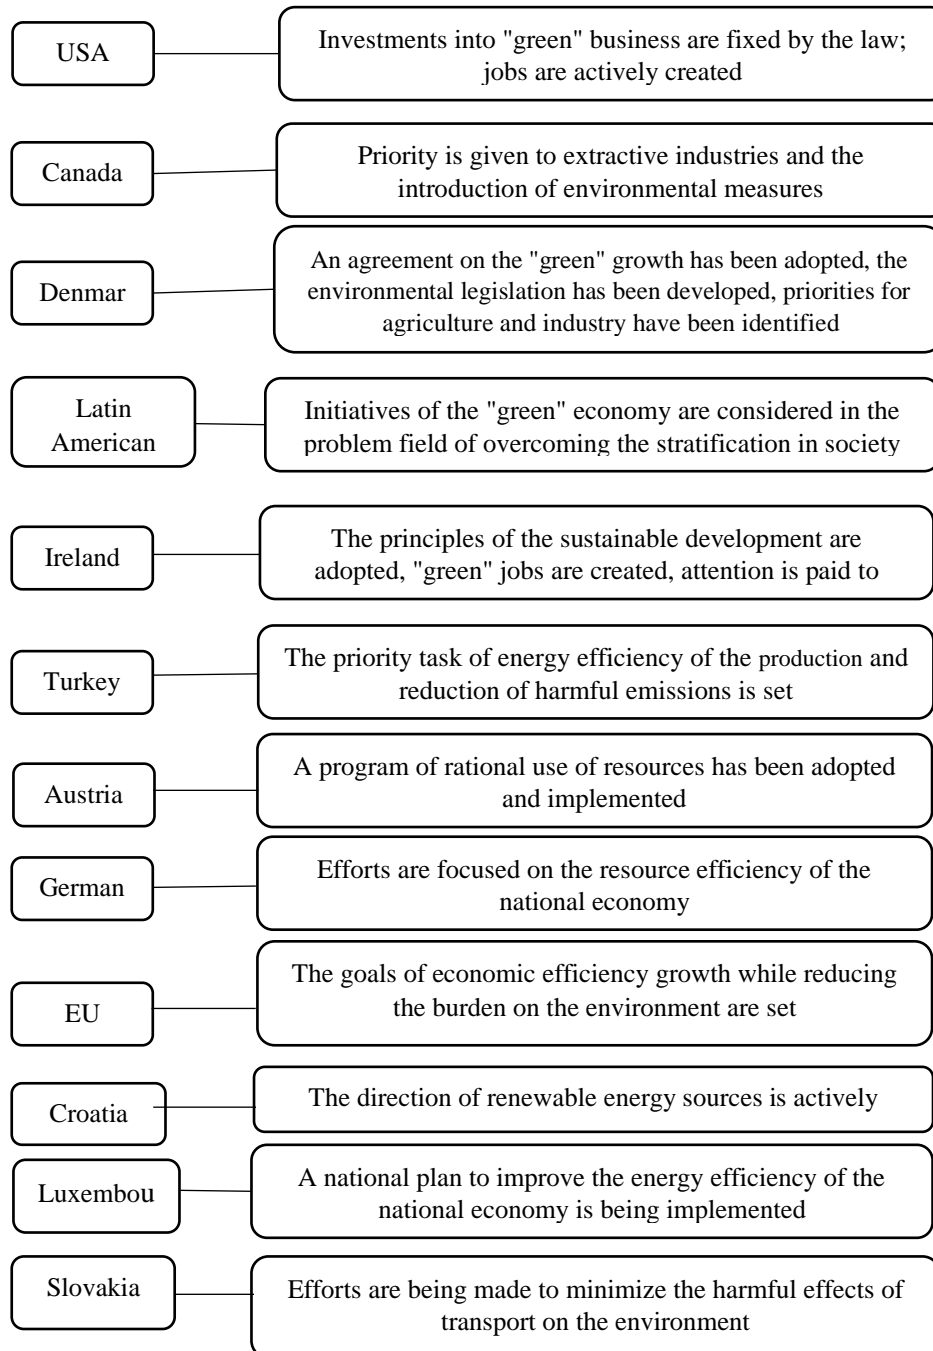 USA
Investments into "green" business are fixed by the law;
jobs are actively created
Canada
Priority is given to extractive industries and the
introduction of environmental measures
Denmar
An agreement on the "green" growth has been adopted, the
environmental legislation has been developed, priorities for
agriculture and industry have been identified
Latin
American
Initiatives of the "green" economy are considered in the
problem field of overcoming the stratification in society
Ireland
The principles of the sustainable development are
adopted, "green" jobs are created, attention is paid to
Turkey
The priority task of energy efficiency of the production and
reduction of harmful emissions is set
Austria
A program of rational use of resources has been adopted
and implemented
German
Efforts are focused on the resource efficiency of the
national economy
EU
The goals of economic efficiency growth while reducing
the burden on the environment are set
Croatia
The direction of renewable energy sources is actively
Luxembou
A national plan to improve the energy efficiency of the
national economy is being implemented
Slovakia
Efforts are being made to minimize the harmful effects of
transport on the environment